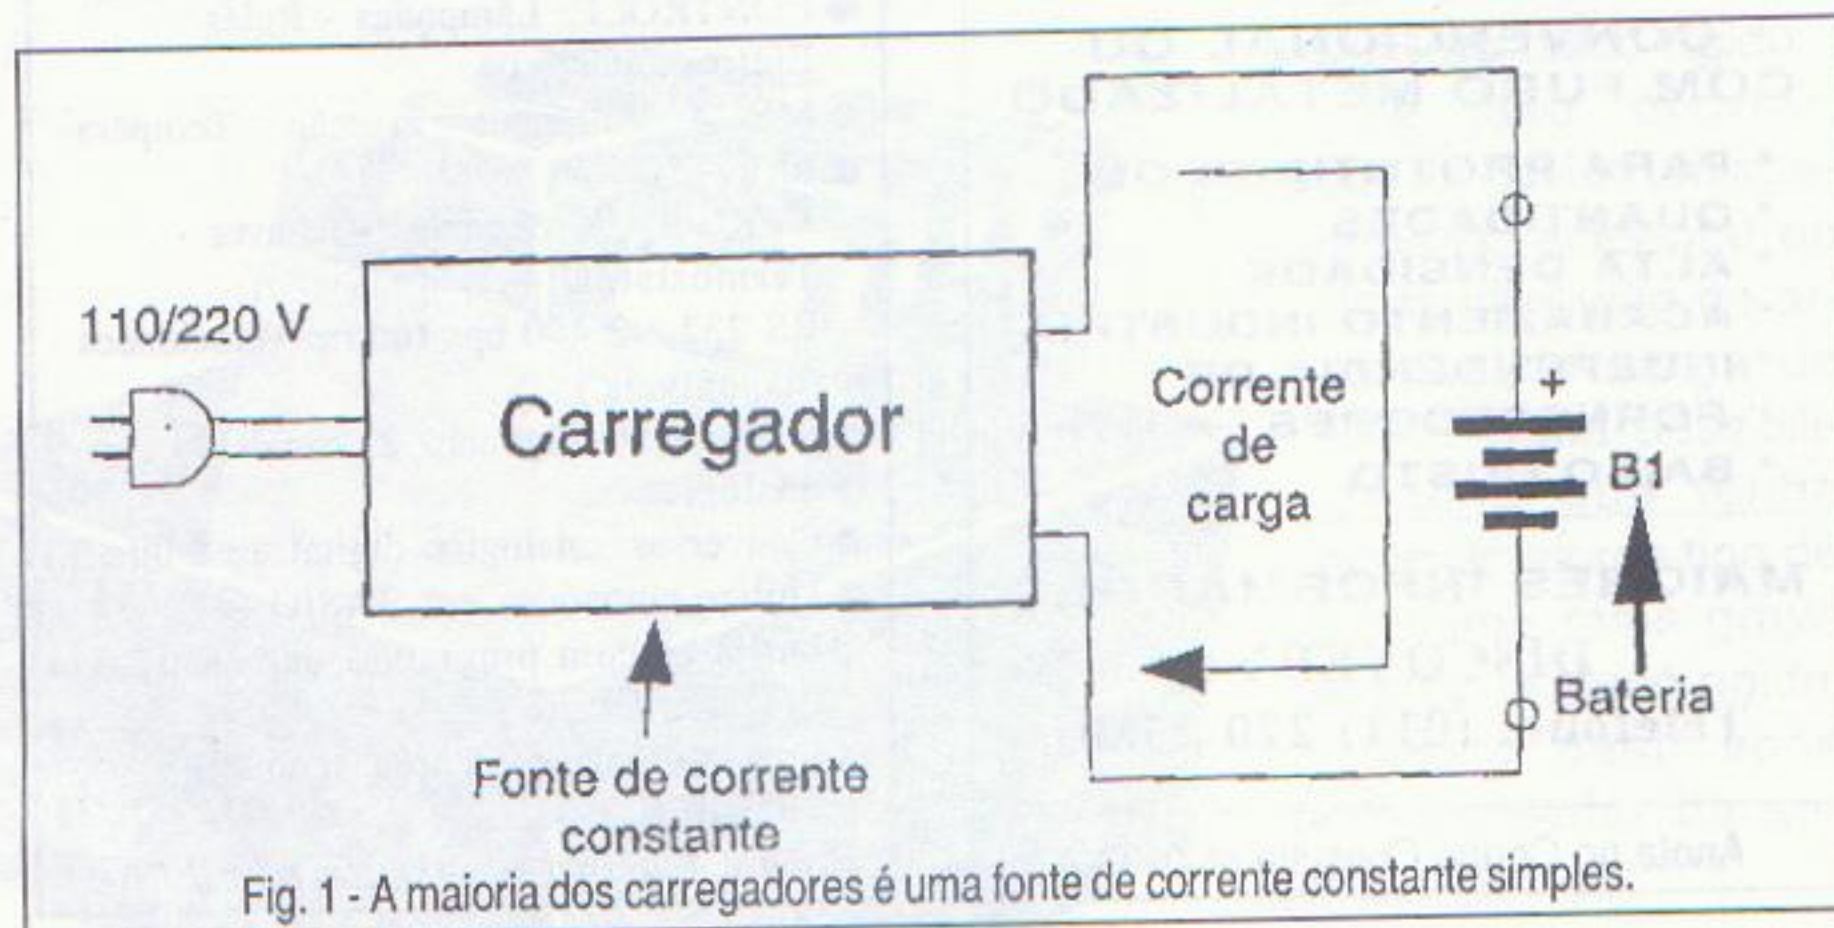 110/220 V
Carregador
Corrente
de
carga
+
B1
Bateria
Fonte de corrente
constante
Fig. 1 - A maioria dos carregadores é uma fonte de corrente constante simples.